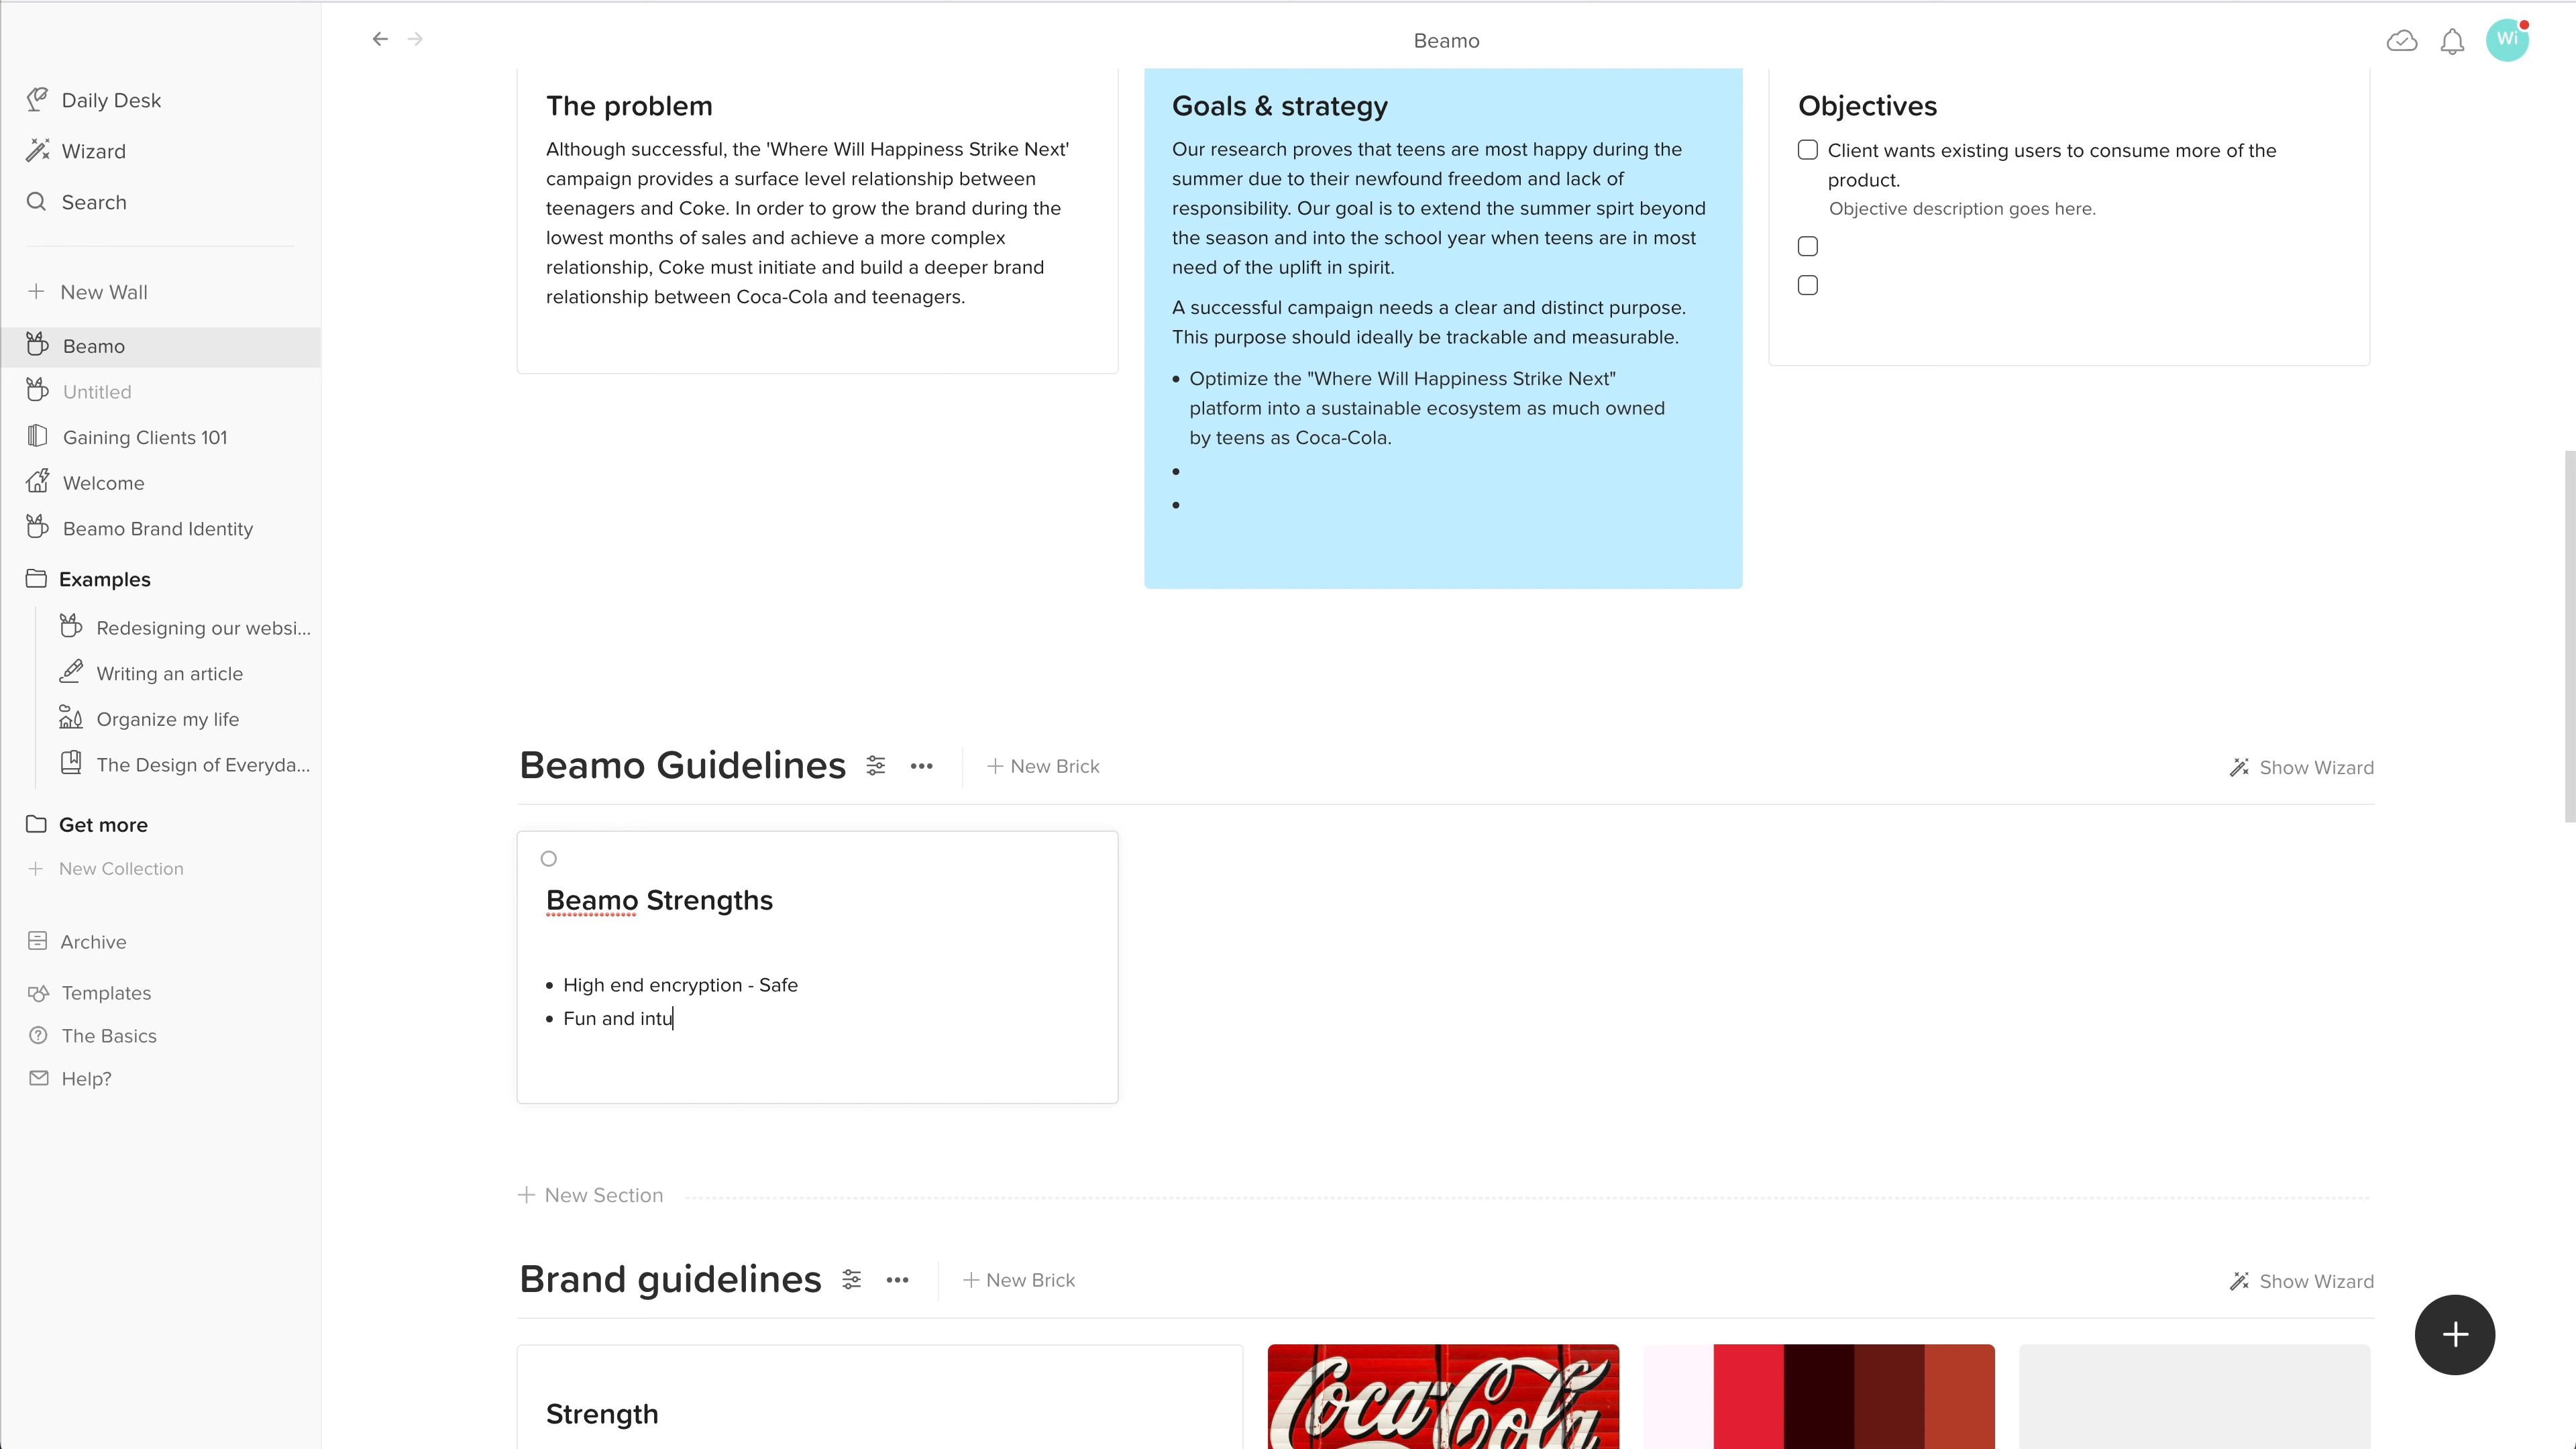 Beamo
Wi
Daily Desk
Wizard
Search
New Wall
Beamo
Untitled
Gaining Clients 101
Welcome
Beamo Brand Identity
Examples
Redesigning our websi...
Writing an article
Organize my life
The Design of Everyda...
Get more
New Collection
Archive
Templates
The Basics
Help?
The problem
Although successful, the 'Where Will Happiness Strike Next'
campaign provides a surface level relationship between
teenagers and Coke. In order to grow the brand during the
lowest months of sales and achieve a more complex
relationship, Coke must initiate and build a deeper brand
relationship between Coca-Cola and teenagers.
Goals & strategy
Our research proves that teens are most happy during the
summer due to their newfound freedom and lack of
responsibility. Our goal is to extend the summer spirt beyond
the season and into the school year when teens are in most
need of the uplift in spirit.
A successful campaign needs a clear and distinct purpose.
This purpose should ideally be trackable and measurable.
• Optimize the "Where Will Happiness Strike Next"
platform into a sustainable ecosystem as much owned
by teens as Coca-Cola.
Objectives
Client wants existing users to consume more of the
product.
Objective description goes here.
Beamo Guidelines
New Brick
Show Wizard
Beamo Strengths
• High end encryption - Safe
• Fun and intu
New Section
Brand guidelines
New Brick
Show Wizard
Strength
Coca-Cola